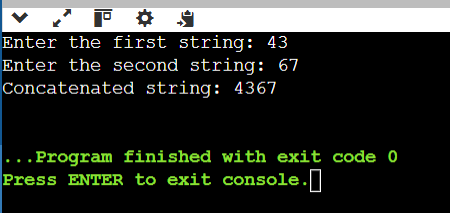 Enter the first string: 43
Enter the second string: 67
Concatenated string: 4367
...Program finished with exit code 0
Press ENTER to exit console.